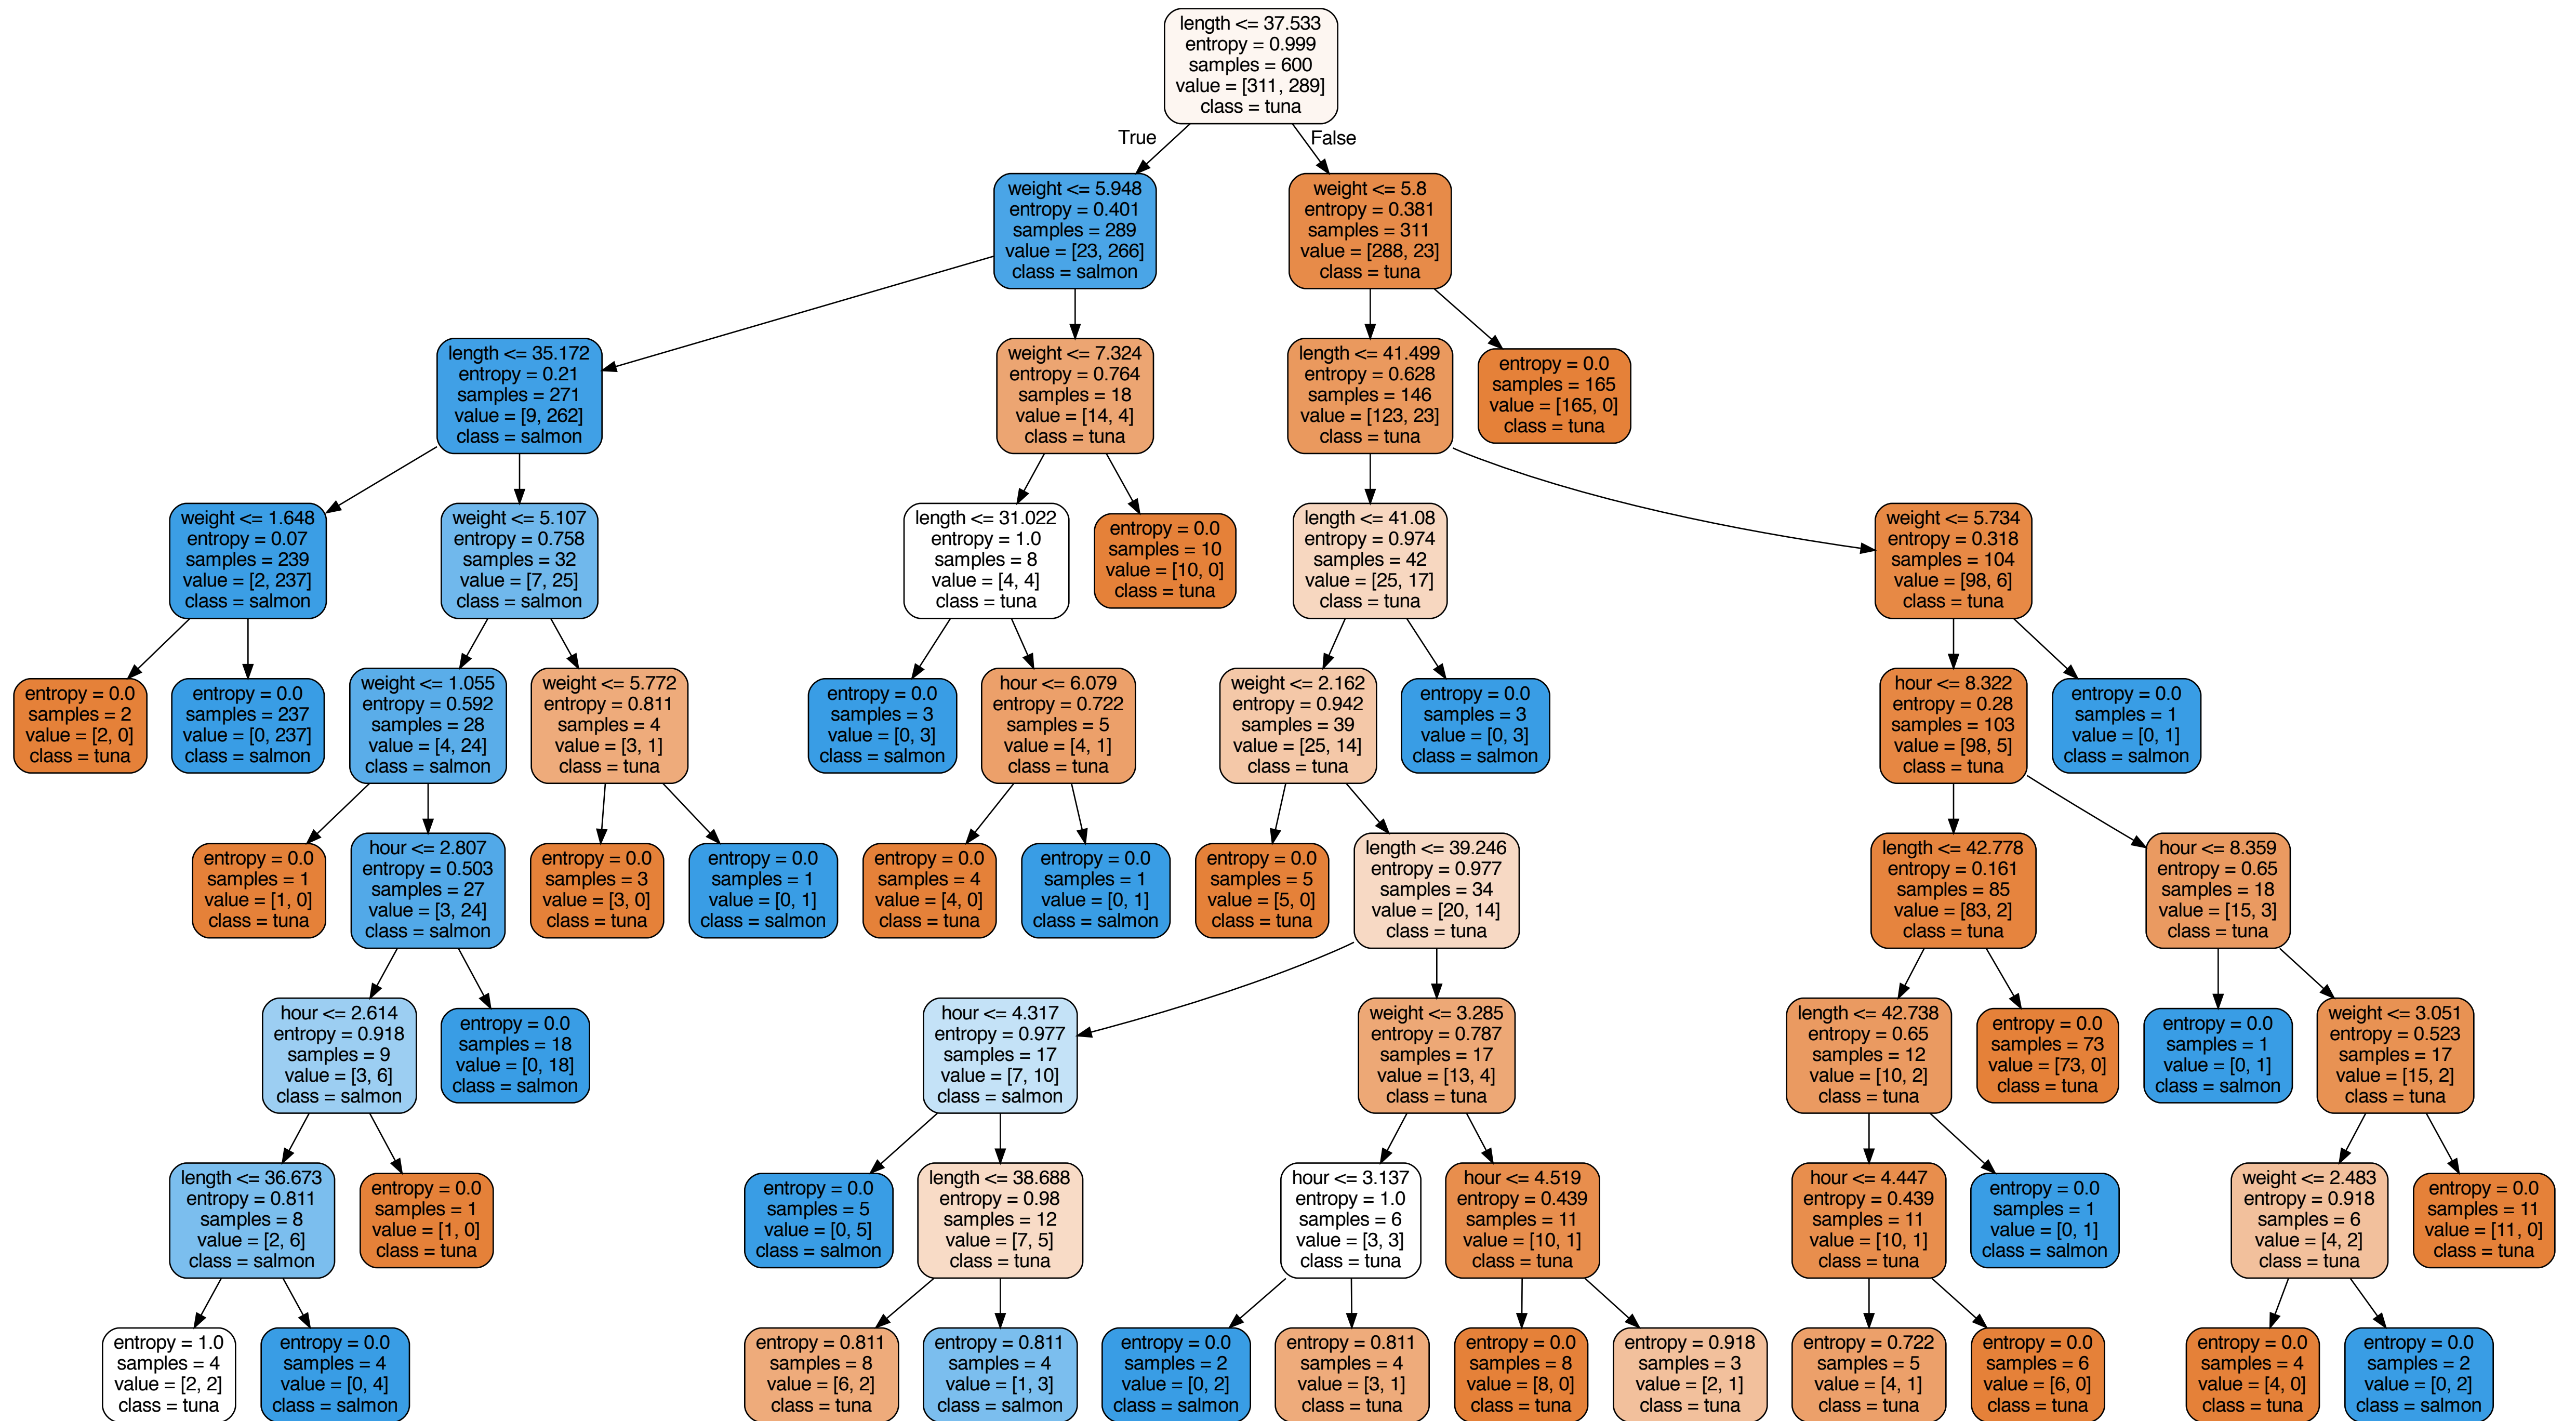 length <= 37.533
entropy = 0.999
samples = 600
value = [311, 289]
class = tuna
True
False
weight <= 5.948
entropy = 0.401
samples = 289
value = [23, 266]
class = salmon
weight <= 5.8
entropy = 0.381
samples = 311
value = [288, 23]
class = tuna
length <= 35.172
entropy = 0.21
samples = 271
value = [9, 262]
class = salmon
weight <= 7.324
entropy = 0.764
samples = 18
value = [14, 4]
class = tuna
length <= 41.499
entropy = 0.628
samples = 146
value = [123, 23]
class = tuna
entropy = 0.0
samples = 165
value = [165, 0]
class = tuna
weight <= 1.648
entropy = 0.07
samples = 239
value = [2, 237]
class = salmon
weight <= 5.107
entropy = 0.758
samples = 32
value = [7, 25]
class = salmon
length <= 31.022
entropy = 1.0
samples = 8
value = [4, 4]
class = tuna
entropy = 0.0
samples = 10
value = [10, 0]
class = tuna
length <= 41.08
entropy = 0.974
samples = 42
value = [25, 17]
class = tuna
weight <= 5.734
entropy = 0.318
samples = 104
value = [98, 6]
class = tuna
entropy = 0.0
samples = 2
value = [2, 0]
class = tuna
entropy = 0.0
samples = 237
value = [0, 237]
class = salmon
weight <= 1.055
entropy = 0.592
samples = 28
value = [4, 24]
class = salmon
weight <= 5.772
entropy = 0.811
samples = 4
value = [3, 1]
class = tuna
entropy = 0.0
samples = 3
value = [0, 3]
class = salmon
hour <= 6.079
entropy = 0.722
samples = 5
value = [4, 1]
class = tuna
weight <= 2.162
entropy = 0.942
samples = 39
value = [25, 14]
class = tuna
entropy = 0.0
samples = 3
value = [0, 3]
class = salmon
hour <= 8.322
entropy = 0.28
samples = 103
value = [98, 5]
class = tuna
entropy = 0.0
samples = 1
value = [0, 1]
class = salmon
entropy = 0.0
samples = 1
value = [1, 0]
class = tuna
hour <= 2.807
entropy = 0.503
samples = 27
value = [3, 24]
class = salmon
entropy = 0.0
samples = 3
value = [3, 0]
class = tuna
entropy = 0.0
samples = 1
value = [0, 1]
class = salmon
entropy = 0.0
samples = 4
value = [4, 0]
class = tuna
entropy = 0.0
samples = 1
value = [0, 1]
class = salmon
entropy = 0.0
samples = 5
value = [5, 0]
class = tuna
length <= 39.246
entropy = 0.977
samples = 34
value = [20, 14]
class = tuna
length <= 42.778
entropy = 0.161
samples = 85
value = [83, 2]
class = tuna
hour <= 8.359
entropy = 0.65
samples = 18
value = [15, 3]
class = tuna
hour <= 2.614
entropy = 0.918
samples = 9
value = [3, 6]
class = salmon
entropy = 0.0
samples = 18
value = [0, 18]
class = salmon
hour <= 4.317
entropy = 0.977
samples = 17
value = [7, 10]
class = salmon
weight <= 3.285
entropy = 0.787
samples = 17
value = [13, 4]
class = tuna
length <= 42.738
entropy = 0.65
samples = 12
value = [10, 2]
class = tuna
entropy = 0.0
samples = 73
value = [73, 0]
class = tuna
entropy = 0.0
samples = 1
value = [0, 1]
class = salmon
weight <= 3.051
entropy = 0.523
samples = 17
value = [15, 2]
class = tuna
length <= 36.673
entropy = 0.811
samples = 8
value = [2, 6]
class = salmon
entropy = 0.0
samples = 1
value = [1, 0]
class = tuna
entropy = 0.0
samples = 5
value = [0, 5]
class = salmon
length <= 38.688
entropy = 0.98
samples = 12
value = [7, 5]
class = tuna
hour <= 3.137
entropy = 1.0
samples = 6
value = [3, 3]
class = tuna
hour <= 4.519
entropy = 0.439
samples = 11
value = [10, 1]
class = tuna
hour <= 4.447
entropy = 0.439
samples = 11
value = [10, 1]
class = tuna
entropy = 0.0
samples = 1
value = [0, 1]
class = salmon
weight <= 2.483
entropy = 0.918
samples = 6
value = [4, 2]
class = tuna
entropy = 0.0
samples = 11
value = [11, 0]
class = tuna
entropy = 1.0
samples = 4
value = [2, 2]
class = tuna
entropy = 0.0
samples = 4
value = [0, 4]
class = salmon
entropy = 0.811
samples = 8
value = [6, 2]
class = tuna
entropy = 0.811
samples = 4
value = [1, 3]
class = salmon
entropy = 0.0
samples = 2
value = [0, 2]
class = salmon
entropy = 0.811
samples = 4
value = [3, 1]
class = tuna
entropy = 0.0
samples = 8
value = [8, 0]
class = tuna
entropy = 0.918
samples = 3
value = [2, 1]
class = tuna
entropy = 0.722
samples = 5
value = [4, 1]
class = tuna
entropy = 0.0
samples = 6
value = [6, 0]
class = tuna
entropy = 0.0
samples = 4
value = [4, 0]
class = tuna
entropy = 0.0
samples = 2
value = [0, 2]
class = salmon